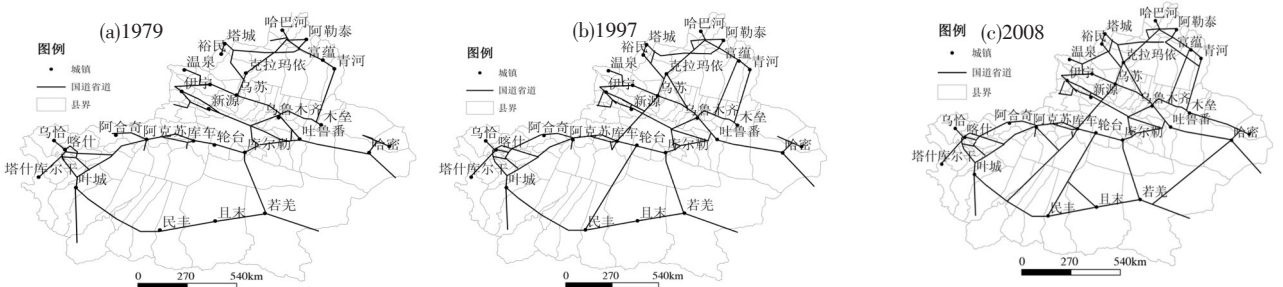 (a)1979
哈巴河
塔城
阿勒泰
图例
裕民
富蕴
温泉
克拉玛依
青河
城镇
伊宁
乌苏
国道省道
新源
乌鲁木齐
木垒
县界
乌恰
阿合奇
阿克苏
库车
轮台
吐鲁番
喀什
库尔勒
哈密
塔什库尔干
叶城
若羌
民丰
且末
0 270 540km
(b)1997
哈巴河
塔城
阿勒泰
图例
裕民
富蕴
温泉
克拉玛依
青河
城镇
伊宁
乌苏
国道省道
新源
乌鲁木齐
木垒
县界
乌恰
阿合奇
阿克苏
库车
轮台
吐鲁番
喀什
库尔勒
哈密
塔什库尔干
叶城
若羌
民丰
且末
0 270 540km
(c)2008
哈巴河
塔城
阿勒泰
图例
裕民
富蕴
温泉
克拉玛依
青河
城镇
伊宁
乌苏
国道省道
新源
乌鲁木齐
木垒
县界
乌恰
阿合奇
阿克苏
库车
轮台
吐鲁番
喀什
库尔勒
哈密
塔什库尔干
叶城
若羌
民丰
且末
0 270 540km